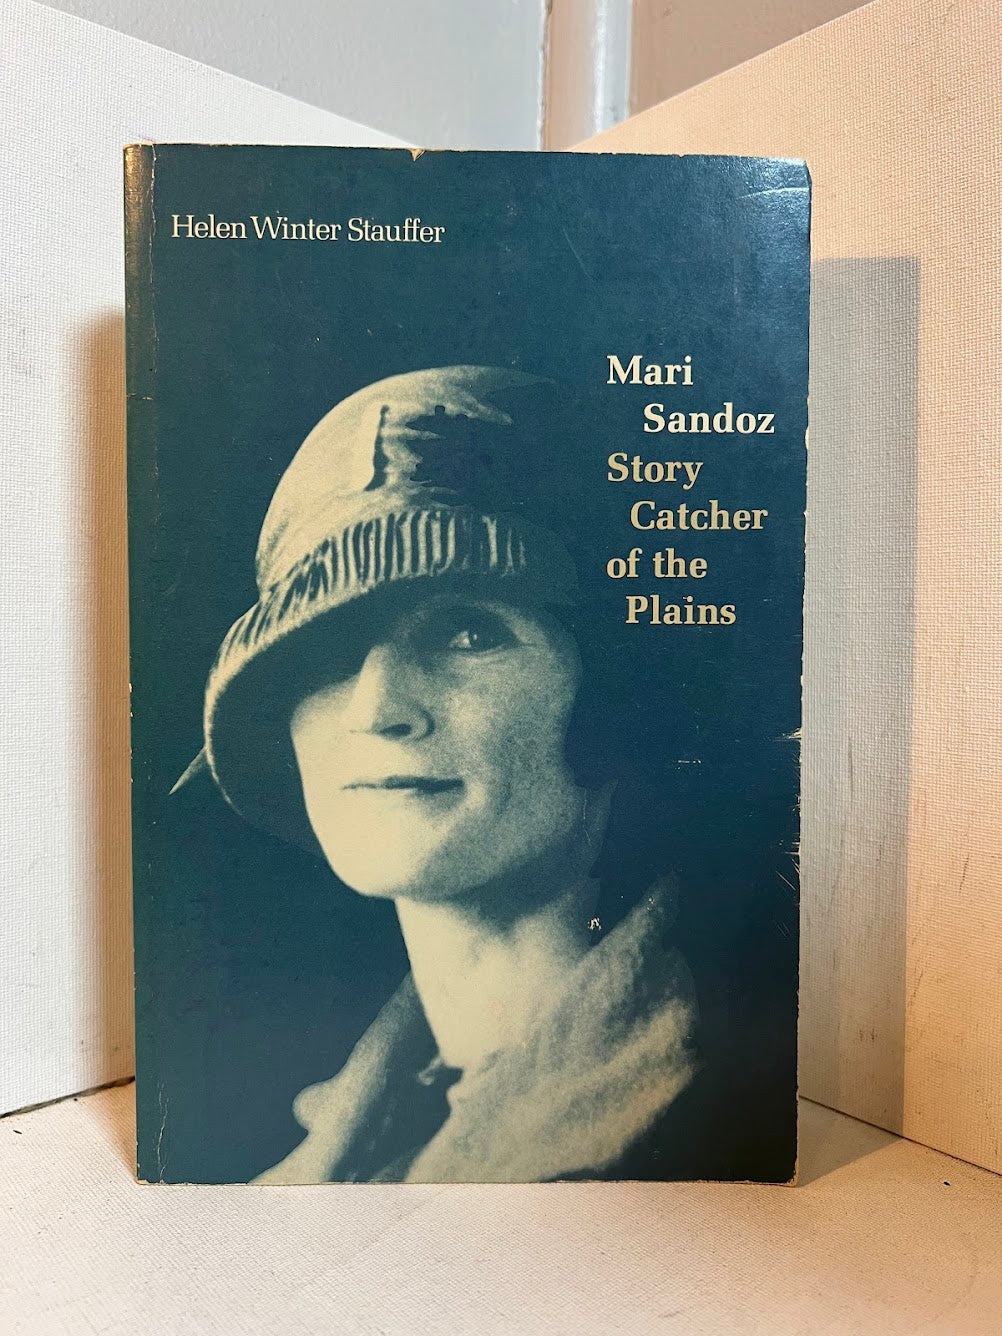 Helen Winter Stauffer
Mari
Sandoz
Story
Catcher
of the
Plains